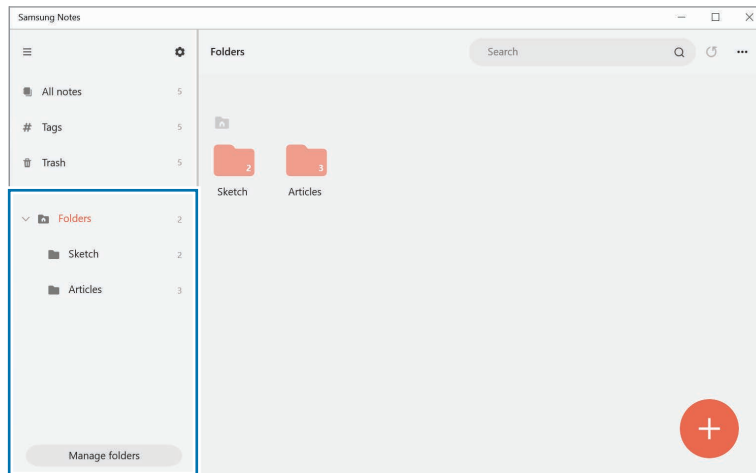 Samsung Notes
Folders
Search
All notes 5
# Tags 5
Trash 5
Folders 2
Sketch 2
Articles 3
Manage folders
2
3
Sketch Articles